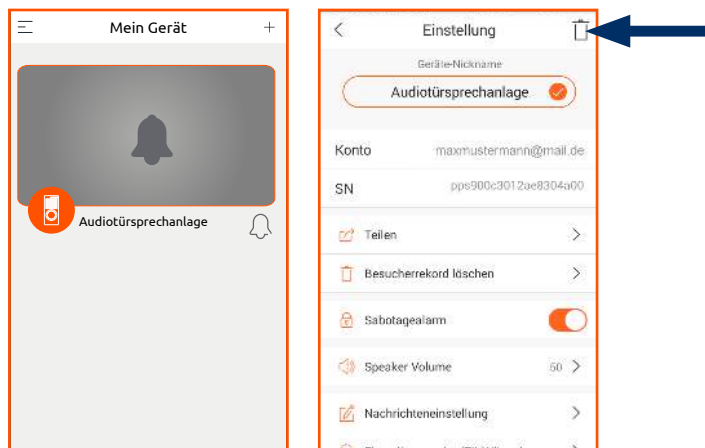 Mein Gerät
Audiotürsprechanlage
Einstellung
Geräte-Nickname
Audiotürsprechanlage
Konto maxmustermann@mail.de
SN pps900c3012ae8304a00
Teilen
Besucherrekord löschen
Sabotagealarm
Speaker Volume 50
Nachrichteneinstellung